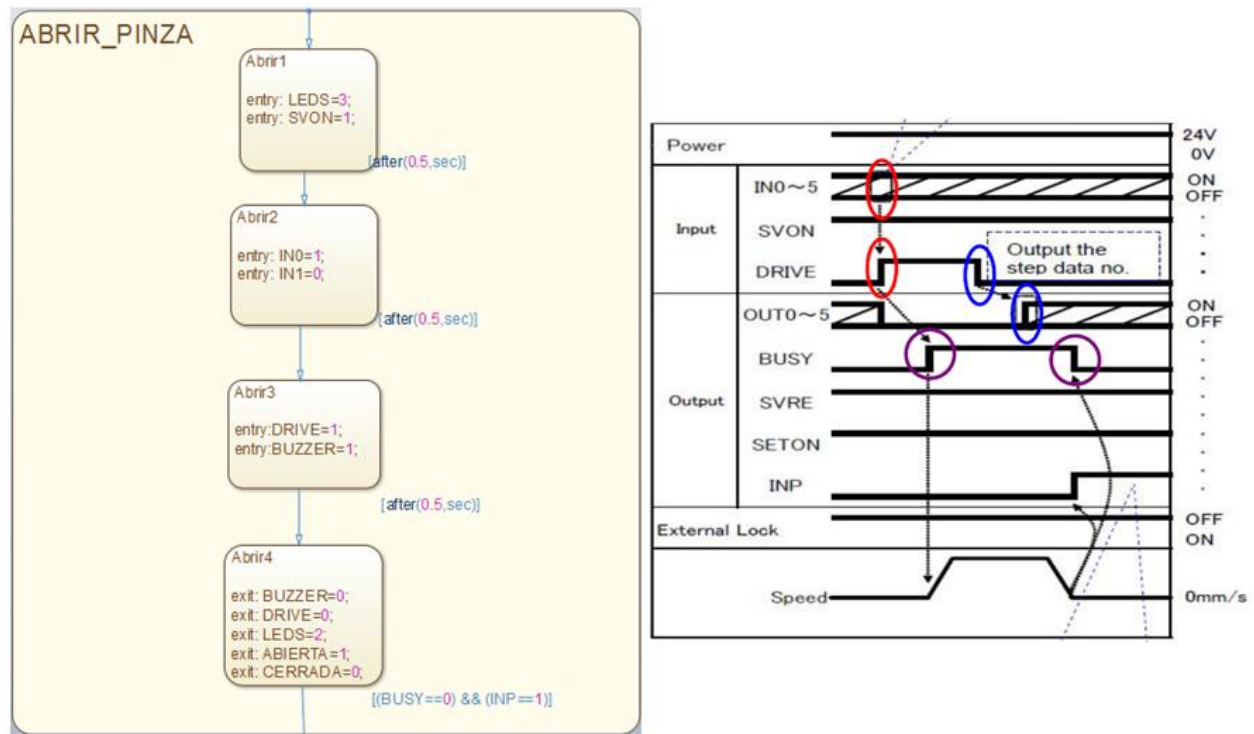 ABRIR_PINZA
Abrir1
entry: LEDS=3;
entry: SVON=1;
[after(0.5,sec)]
Abrir2
entry: IN0=1;
entry: IN1=0;
[after(0.5,sec)]
Abrir3
entry:DRIVE=1;
entry:BUZZER=1;
[after(0.5,sec)]
Abrir4
exit: BUZZER=0;
exit: DRIVE=0;
exit: LEDS=2;
exit: ABIERTA=1;
exit: CERRADA=0;
[(BUSY==0) && (INP==1)]
Power
24V
0V
Input
IN0～5
ON
OFF
SVON
DRIVE
Output the
step data no.
Output
OUT0～5
ON
OFF
BUSY
SVRE
SETON
INP
External Lock
OFF
ON
Speed
0mm/s